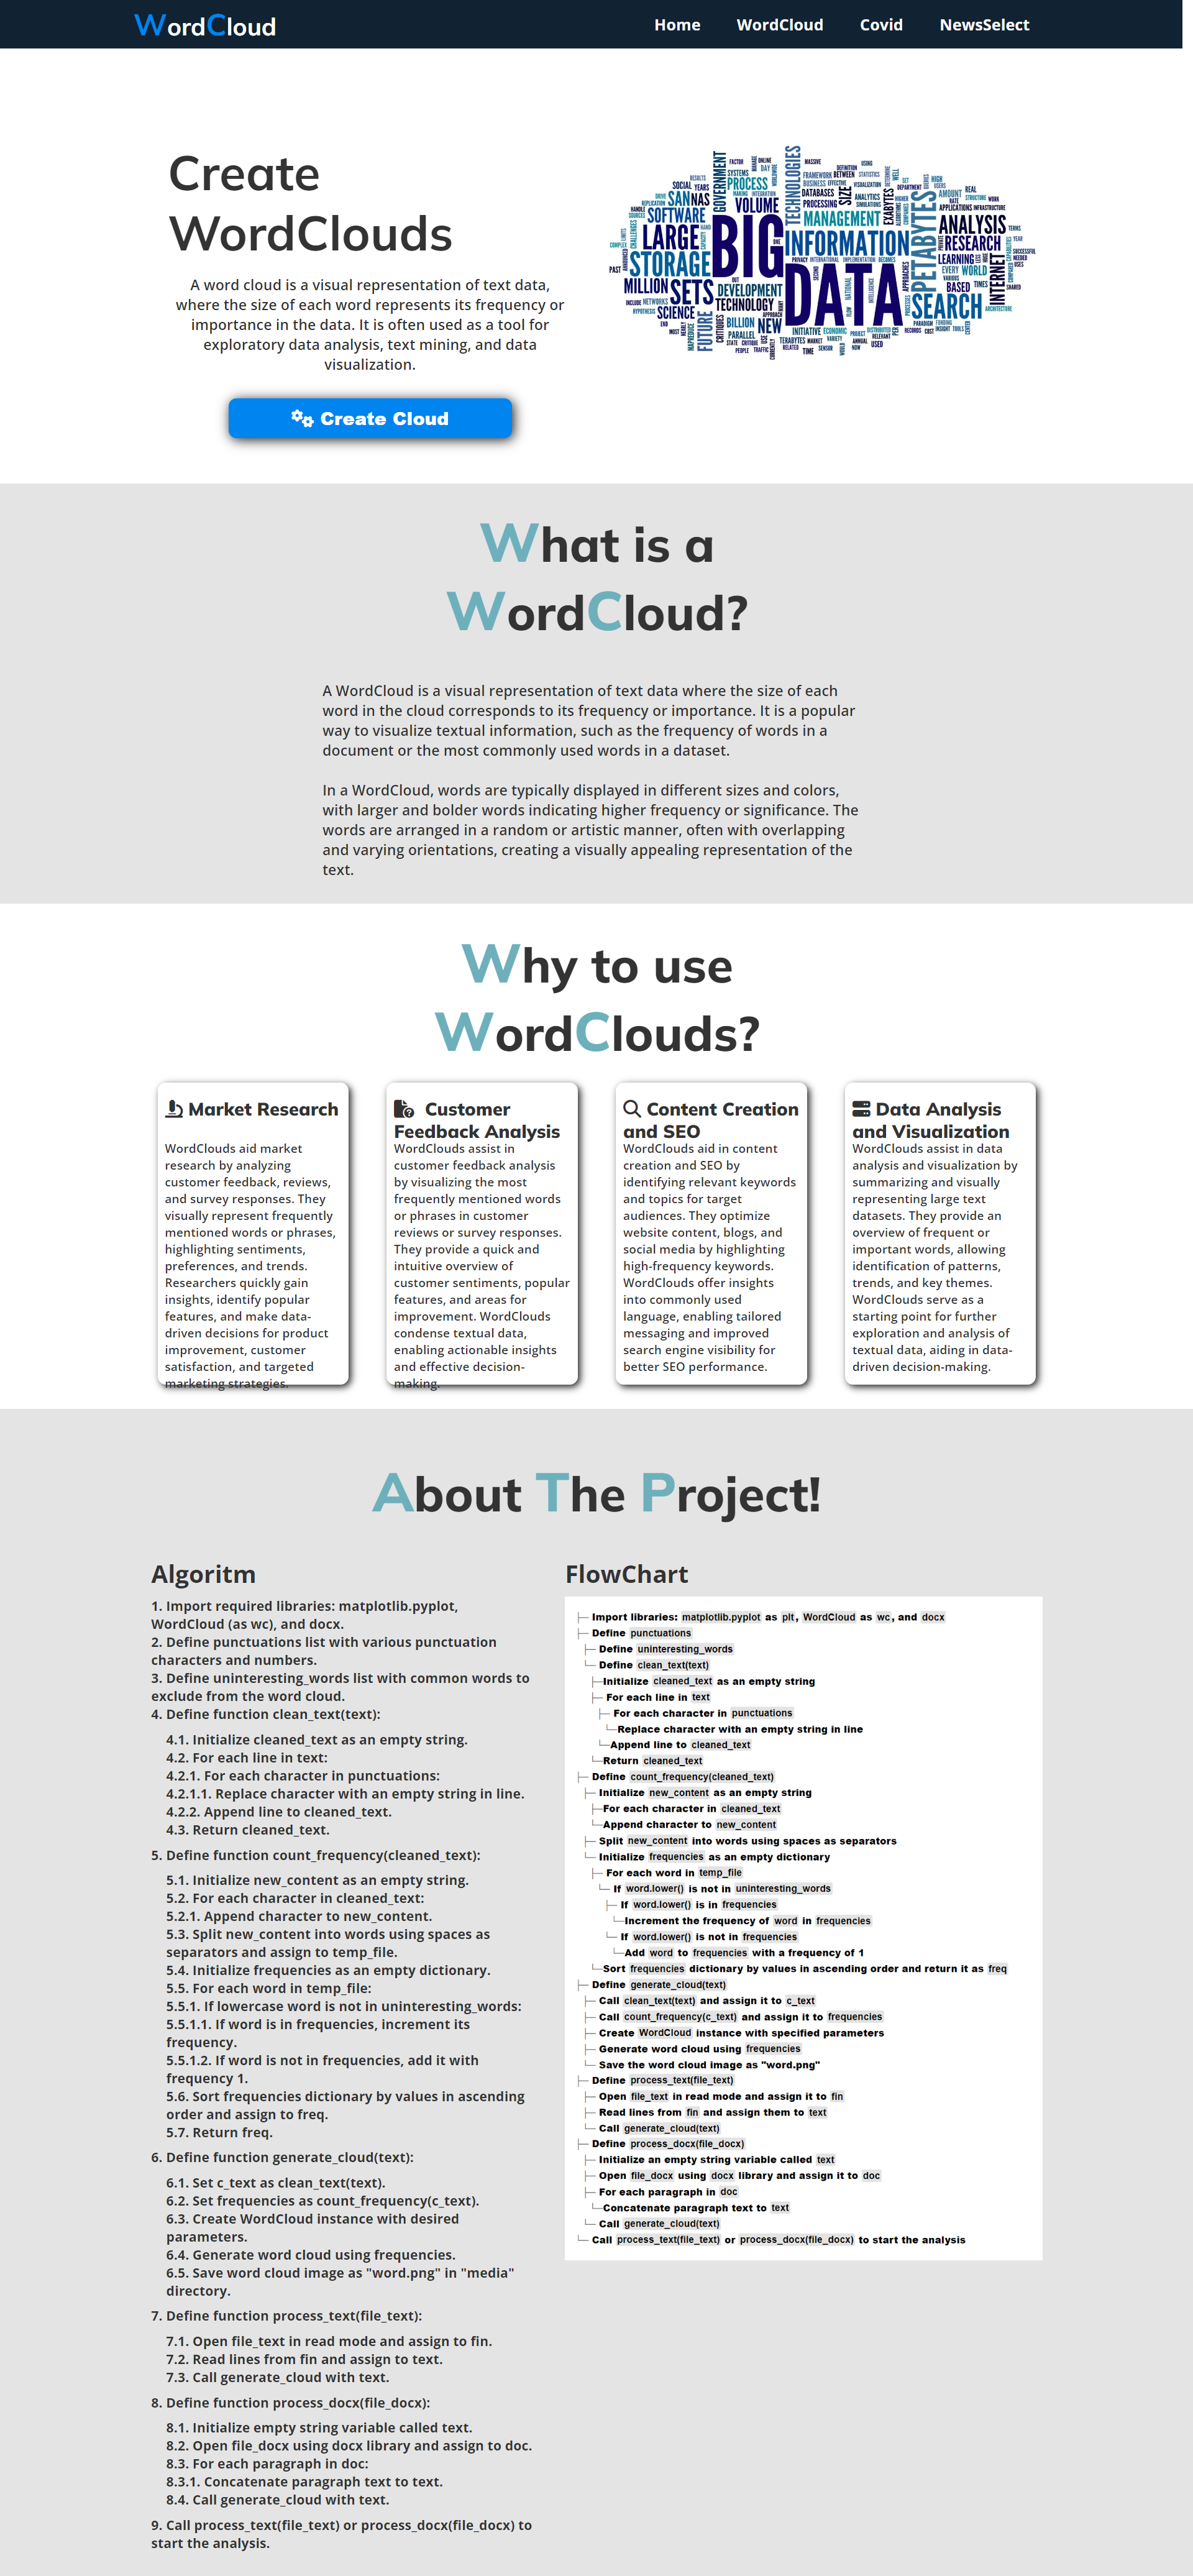 WordCloud
Home WordCloud Covid NewsSelect
Create
WordClouds
A word cloud is a visual representation of text data,
where the size of each word represents its frequency or
importance in the data. It is often used as a tool for
exploratory data analysis, text mining, and data
visualization.
Create Cloud
BIG
DATA
INFORMATION
MANAGEMENT
TECHNOLOGIES
PETABYTES
SEARCH
ANALYSIS
RESEARCH
INTERNET
LEARNING
STORAGE
LARGE
SOFTWARE
SETS
MILLION
SCIENCE
FUTURE
DEVELOPMENT
TECHNOLOGY
GOVERNMENT
PROCESS
VOLUME
BILLION
NEW
SIZE
EXABYTES
What is a
WordCloud?
A WordCloud is a visual representation of text data where the size of each
word in the cloud corresponds to its frequency or importance. It is a popular
way to visualize textual information, such as the frequency of words in a
document or the most commonly used words in a dataset.
In a WordCloud, words are typically displayed in different sizes and colors,
with larger and bolder words indicating higher frequency or significance. The
words are arranged in a random or artistic manner, often with overlapping
and varying orientations, creating a visually appealing representation of the
text.
Why to use
WordClouds?
Market Research
WordClouds aid market
research by analyzing
customer feedback, reviews,
and survey responses. They
visually represent frequently
mentioned words or phrases,
highlighting sentiments,
preferences, and trends.
Researchers quickly gain
insights, identify popular
features, and make data-
driven decisions for product
improvement, customer
satisfaction, and targeted
marketing strategies.
Customer
Feedback Analysis
WordClouds assist in
customer feedback analysis
by visualizing the most
frequently mentioned words
or phrases in customer
reviews or survey responses.
They provide a quick and
intuitive overview of
customer sentiments, popular
features, and areas for
improvement. WordClouds
condense textual data,
enabling actionable insights
and effective decision-
making.
Content Creation
and SEO
WordClouds aid in content
creation and SEO by
identifying relevant keywords
and topics for target
audiences. They optimize
website content, blogs, and
social media by highlighting
high-frequency keywords.
WordClouds offer insights
into commonly used
language, enabling tailored
messaging and improved
search engine visibility for
better SEO performance.
Data Analysis
and Visualization
WordClouds assist in data
analysis and visualization by
summarizing and visually
representing large text
datasets. They provide an
overview of frequent or
important words, allowing
identification of patterns,
trends, and key themes.
WordClouds serve as a
starting point for further
exploration and analysis of
textual data, aiding in data-
driven decision-making.
About The Project!
Algoritm
1. Import required libraries: matplotlib.pyplot,
WordCloud (as wc), and docx.
2. Define punctuations list with various punctuation
characters and numbers.
3. Define uninteresting_words list with common words to
exclude from the word cloud.
4. Define function clean_text(text):
4.1. Initialize cleaned_text as an empty string.
4.2. For each line in text:
4.2.1. For each character in punctuations:
4.2.1.1. Replace character with an empty string in line.
4.2.2. Append line to cleaned_text.
4.3. Return cleaned_text.
5. Define function count_frequency(cleaned_text):
5.1. Initialize new_content as an empty string.
5.2. For each character in cleaned_text:
5.2.1. Append character to new_content.
5.3. Split new_content into words using spaces as
separators and assign to temp_file.
5.4. Initialize frequencies as an empty dictionary.
5.5. For each word in temp_file:
5.5.1. If lowercase word is not in uninteresting_words:
5.5.1.1. If word is in frequencies, increment its
frequency.
5.5.1.2. If word is not in frequencies, add it with
frequency 1.
5.6. Sort frequencies dictionary by values in ascending
order and assign to freq.
5.7. Return freq.
6. Define function generate_cloud(text):
6.1. Set c_text as clean_text(text).
6.2. Set frequencies as count_frequency(c_text).
6.3. Create WordCloud instance with desired
parameters.
6.4. Generate word cloud using frequencies.
6.5. Save word cloud image as "word.png" in "media"
directory.
7. Define function process_text(file_text):
7.1. Open file_text in read mode and assign to fin.
7.2. Read lines from fin and assign to text.
7.3. Call generate_cloud with text.
8. Define function process_docx(file_docx):
8.1. Initialize empty string variable called text.
8.2. Open file_docx using docx library and assign to doc.
8.3. For each paragraph in doc:
8.3.1. Concatenate paragraph text to text.
8.4. Call generate_cloud with text.
9. Call process_text(file_text) or process_docx(file_docx) to
start the analysis.
FlowChart
├─ Import libraries: matplotlib.pyplot as plt, WordCloud as wc, and docx
├─ Define punctuations
├─ Define uninteresting_words
└─ Define clean_text(text)
├─Initialize cleaned_text as an empty string
├─ For each line in text
├─ For each character in punctuations
└─Replace character with an empty string in line
└─Append line to cleaned_text
└─Return cleaned_text
├─ Define count_frequency(cleaned_text)
├─ Initialize new_content as an empty string
├─For each character in cleaned_text
└─Append character to new_content
├─ Split new_content into words using spaces as separators
└─ Initialize frequencies as an empty dictionary
├─ For each word in temp_file
└─ If word.lower() is not in uninteresting_words
├─ If word.lower() is in frequencies
└─Increment the frequency of word in frequencies
└─ If word.lower() is not in frequencies
└─Add word to frequencies with a frequency of 1
└─Sort frequencies dictionary by values in ascending order and return it as freq
├─ Define generate_cloud(text)
├─ Call clean_text(text) and assign it to c_text
├─ Call count_frequency(c_text) and assign it to frequencies
├─ Create WordCloud instance with specified parameters
├─ Generate word cloud using frequencies
└─ Save the word cloud image as "word.png"
├─ Define process_text(file_text)
├─ Open file_text in read mode and assign it to fin
├─ Read lines from fin and assign them to text
└─ Call generate_cloud(text)
├─ Define process_docx(file_docx)
├─ Initialize an empty string variable called text
├─ Open file_docx using docx library and assign it to doc
├─ For each paragraph in doc
└─Concatenate paragraph text to text
└─ Call generate_cloud(text)
└─ Call process_text(file_text) or process_docx(file_docx) to start the analysis